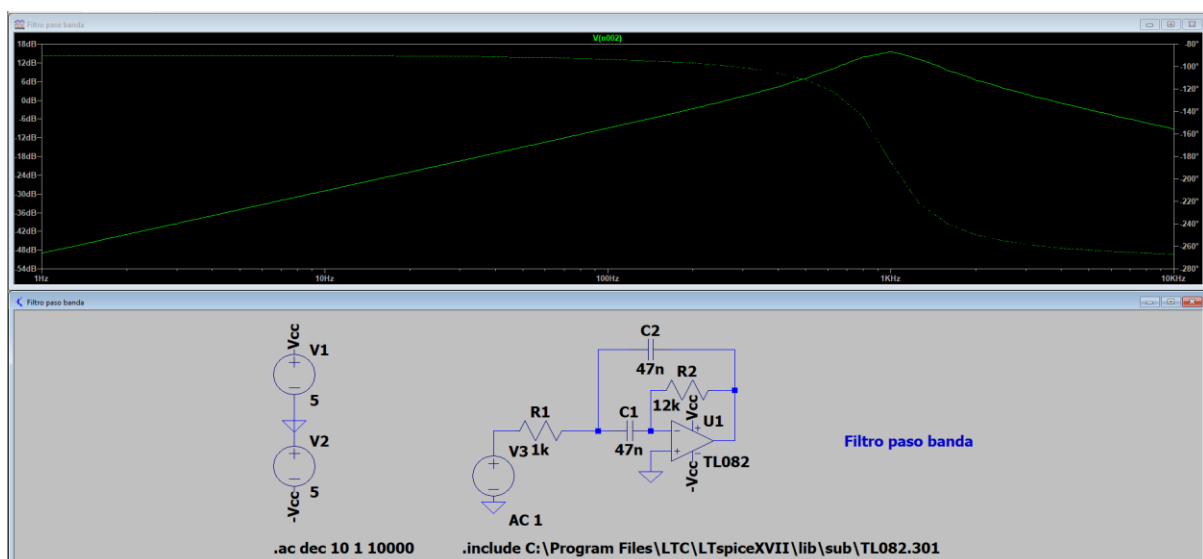 Filtro paso banda
V(n002)
18dB
12dB
6dB
0dB
-6dB
-12dB
-18dB
-24dB
-30dB
-36dB
-42dB
-48dB
-54dB
-80°
-100°
-120°
-140°
-160°
-180°
-200°
-220°
-240°
-260°
-280°
1Hz
10Hz
100Hz
1KHz
10KHz
Filtro paso banda
Vcc
V1
5
V2
5
-Vcc
C2
47n
R2
12k
Vcc
R1
1k
C1
47n
U1
TL082
-Vcc
V3
AC 1
Filtro paso banda
.ac dec 10 1 10000
.include C:\Program Files\LTC\LTspiceXVII\lib\sub\TL082.301